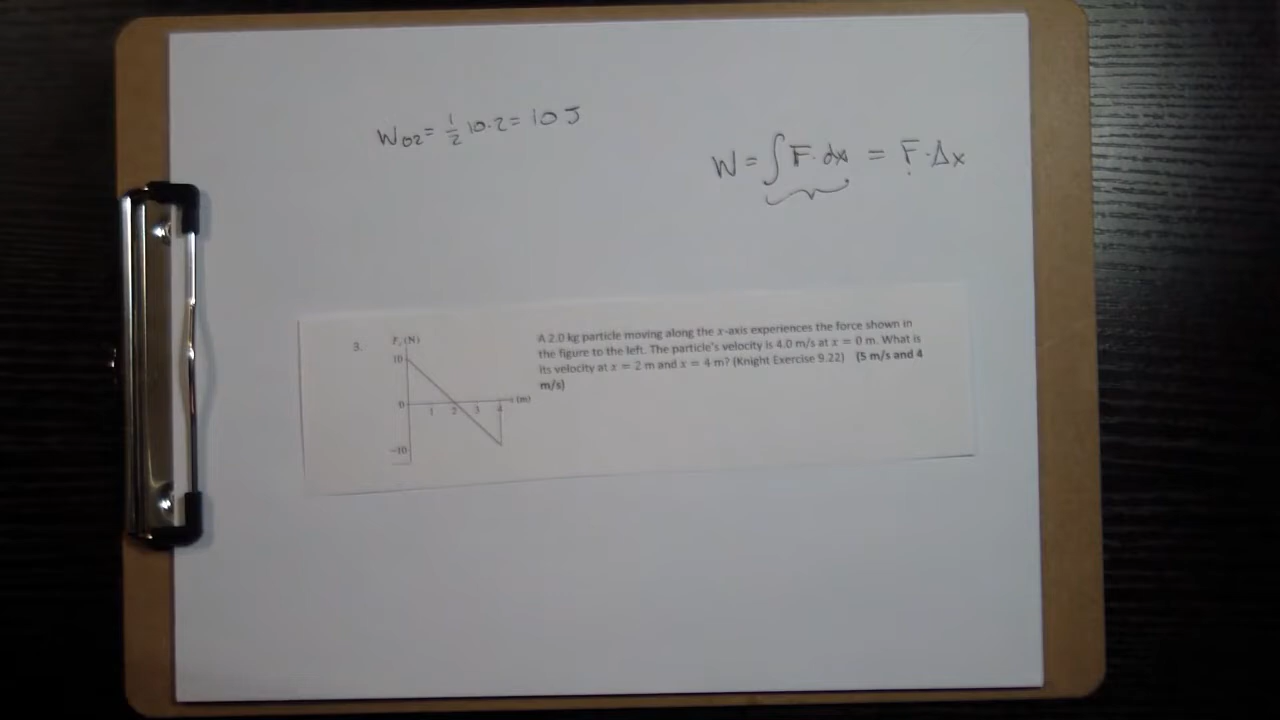 W₀₂ = 1/2 10·2 = 10 J
W = ∫ F · dx = F · Δx
3.
Fₓ (N)
10
0
1 2 3 4
x (m)
-10
A 2.0 kg particle moving along the x-axis experiences the force shown in
the figure to the left. The particle's velocity is 4.0 m/s at x = 0 m. What is
its velocity at x = 2 m and x = 4 m? (Knight Exercise 9.22) (5 m/s and 4
m/s)